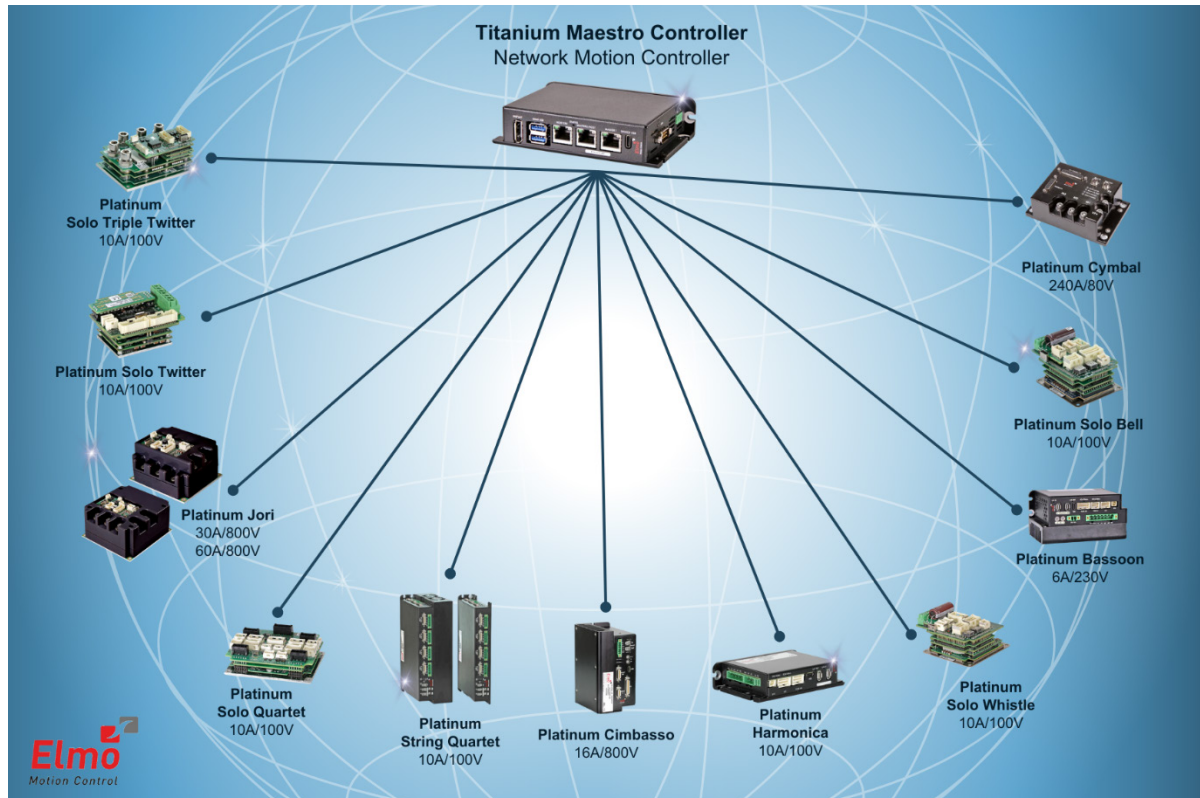 Titanium Maestro Controller
Network Motion Controller
Platinum
Solo Triple Twitter
10A/100V
Platinum Cymbal
240A/80V
Platinum Solo Twitter
10A/100V
Platinum Solo Bell
10A/100V
Platinum Jori
30A/800V
60A/800V
Platinum Bassoon
6A/230V
Platinum
Solo Quartet
10A/100V
Platinum
String Quartet
10A/100V
Platinum Cimbasso
16A/800V
Platinum
Harmonica
10A/100V
Platinum
Solo Whistle
10A/100V
Elmo
Motion Control